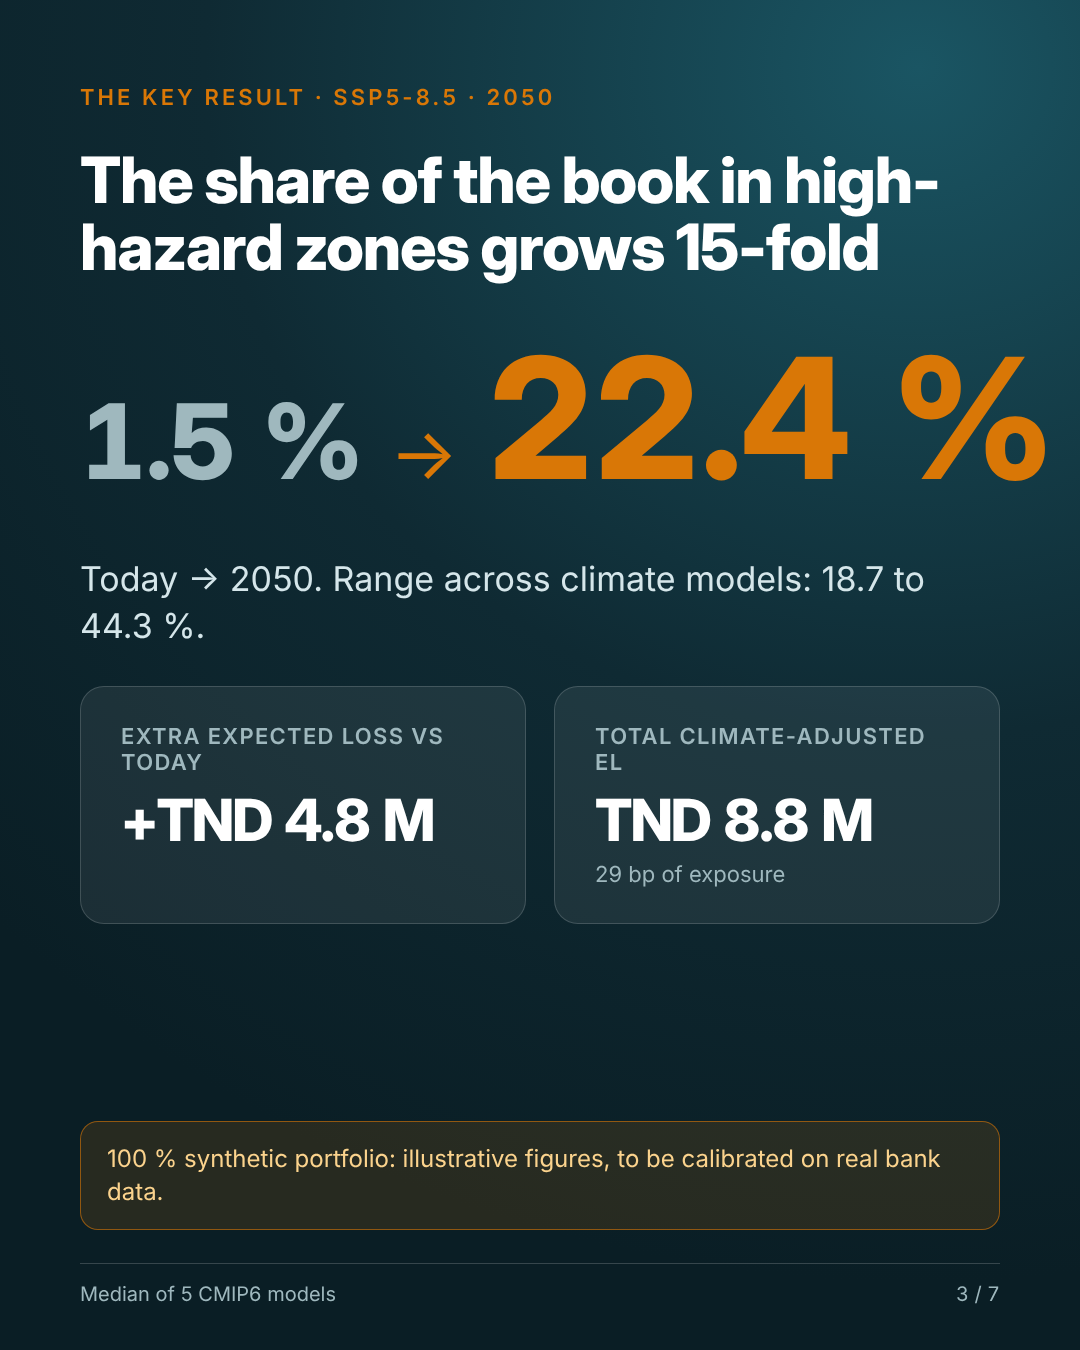 THE KEY RESULT · SSP5-8.5 · 2050
The share of the book in high-
hazard zones grows 15-fold
1.5 % → 22.4 %
Today → 2050. Range across climate models: 18.7 to
44.3 %.
EXTRA EXPECTED LOSS VS
TODAY
+TND 4.8 M
TOTAL CLIMATE-ADJUSTED
EL
TND 8.8 M
29 bp of exposure
100 % synthetic portfolio: illustrative figures, to be calibrated on real bank
data.
Median of 5 CMIP6 models
3 / 7